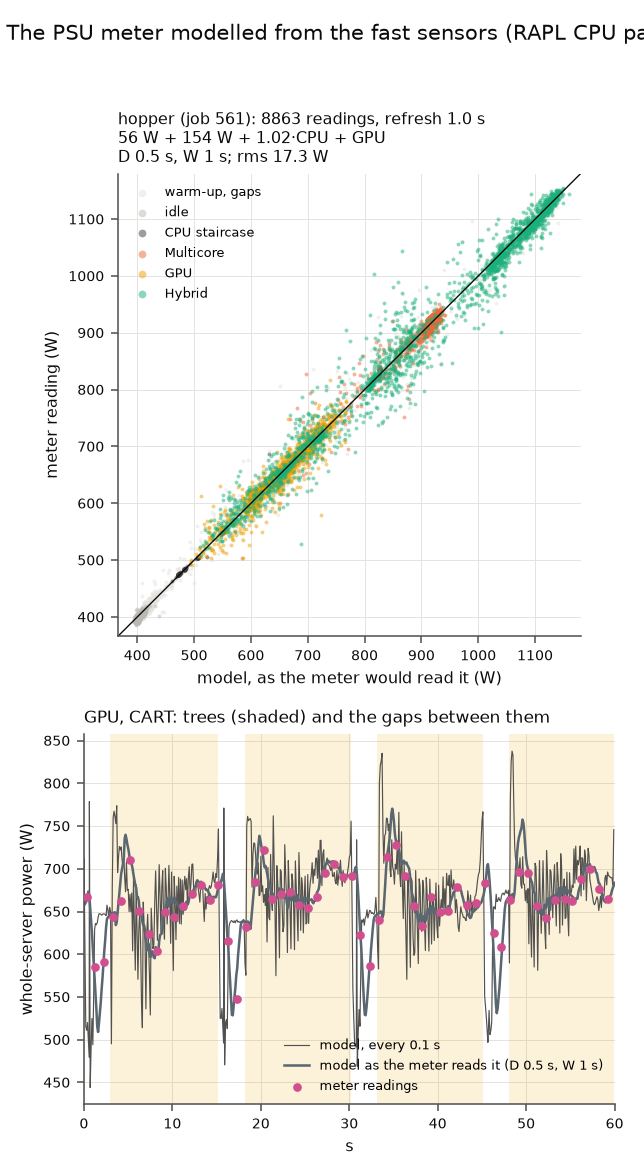 The PSU meter modelled from the fast sensors (RAPL CPU pa
hopper (job 561): 8863 readings, refresh 1.0 s
56 W + 154 W + 1.02·CPU + GPU
D 0.5 s, W 1 s; rms 17.3 W
warm-up, gaps
idle
CPU staircase
Multicore
GPU
Hybrid
1100
1000
900
800
700
600
500
400
meter reading (W)
400 500 600 700 800 900 1000 1100
model, as the meter would read it (W)
GPU, CART: trees (shaded) and the gaps between them
850
800
750
700
650
600
550
500
450
whole-server power (W)
model, every 0.1 s
model as the meter reads it (D 0.5 s, W 1 s)
meter readings
0 10 20 30 40 50 60
s